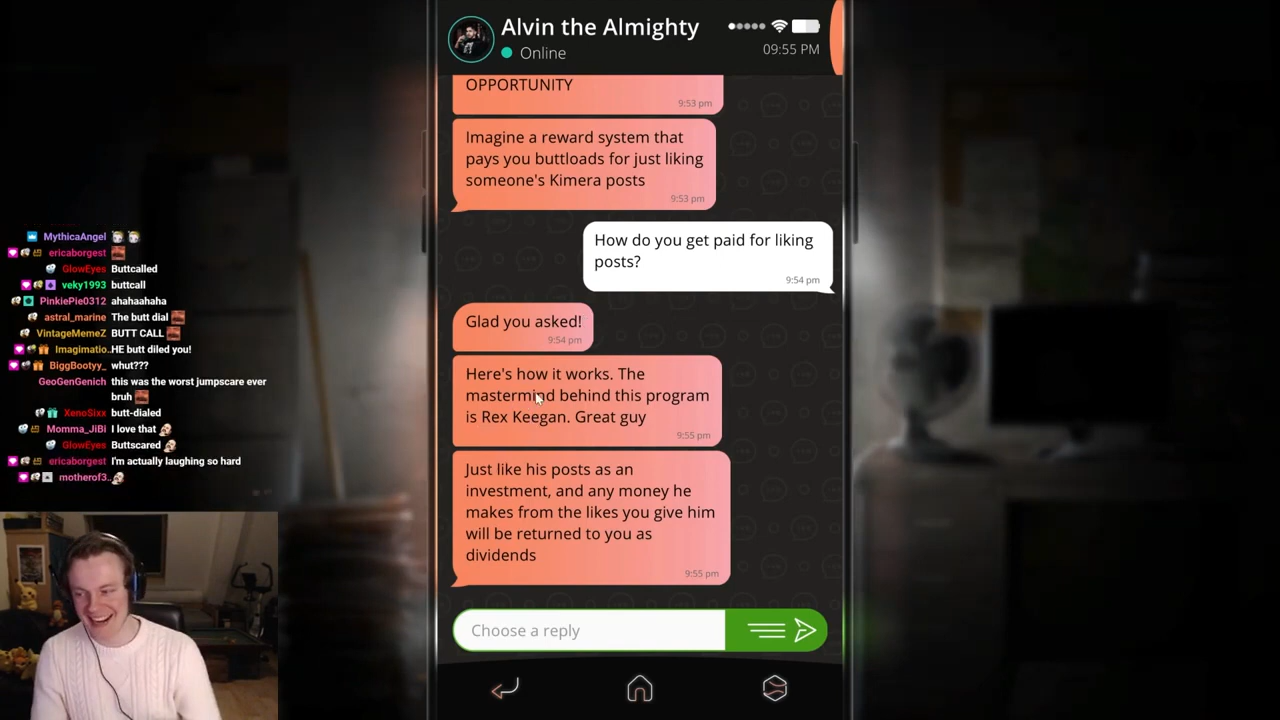 Alvin the Almighty
Online
09:55 PM
OPPORTUNITY
9:53 pm
Imagine a reward system that
pays you buttloads for just liking
someone's Kimera posts
9:53 pm
How do you get paid for liking
posts?
9:54 pm
Glad you asked!
9:54 pm
Here's how it works. The
mastermind behind this program
is Rex Keegan. Great guy
9:55 pm
Just like his posts as an
investment, and any money he
makes from the likes you give him
will be returned to you as
dividends
9:55 pm
Choose a reply
MythicaAngel
ericaborgest
GlowEyes Buttcalled
veky1993 buttcall
PinkiePie0312 ahahaahaha
astral_marine The butt dial
VintageMemeZ BUTT CALL
Imagimatio.. HE butt diled you!
BiggBootyy_ whut???
GeoGenGenich this was the worst jumpscare ever
bruh
XenoSixx butt-dialed
Momma_JiBi I love that
GlowEyes Buttscared
ericaborgest I'm actually laughing so hard
motherof3..